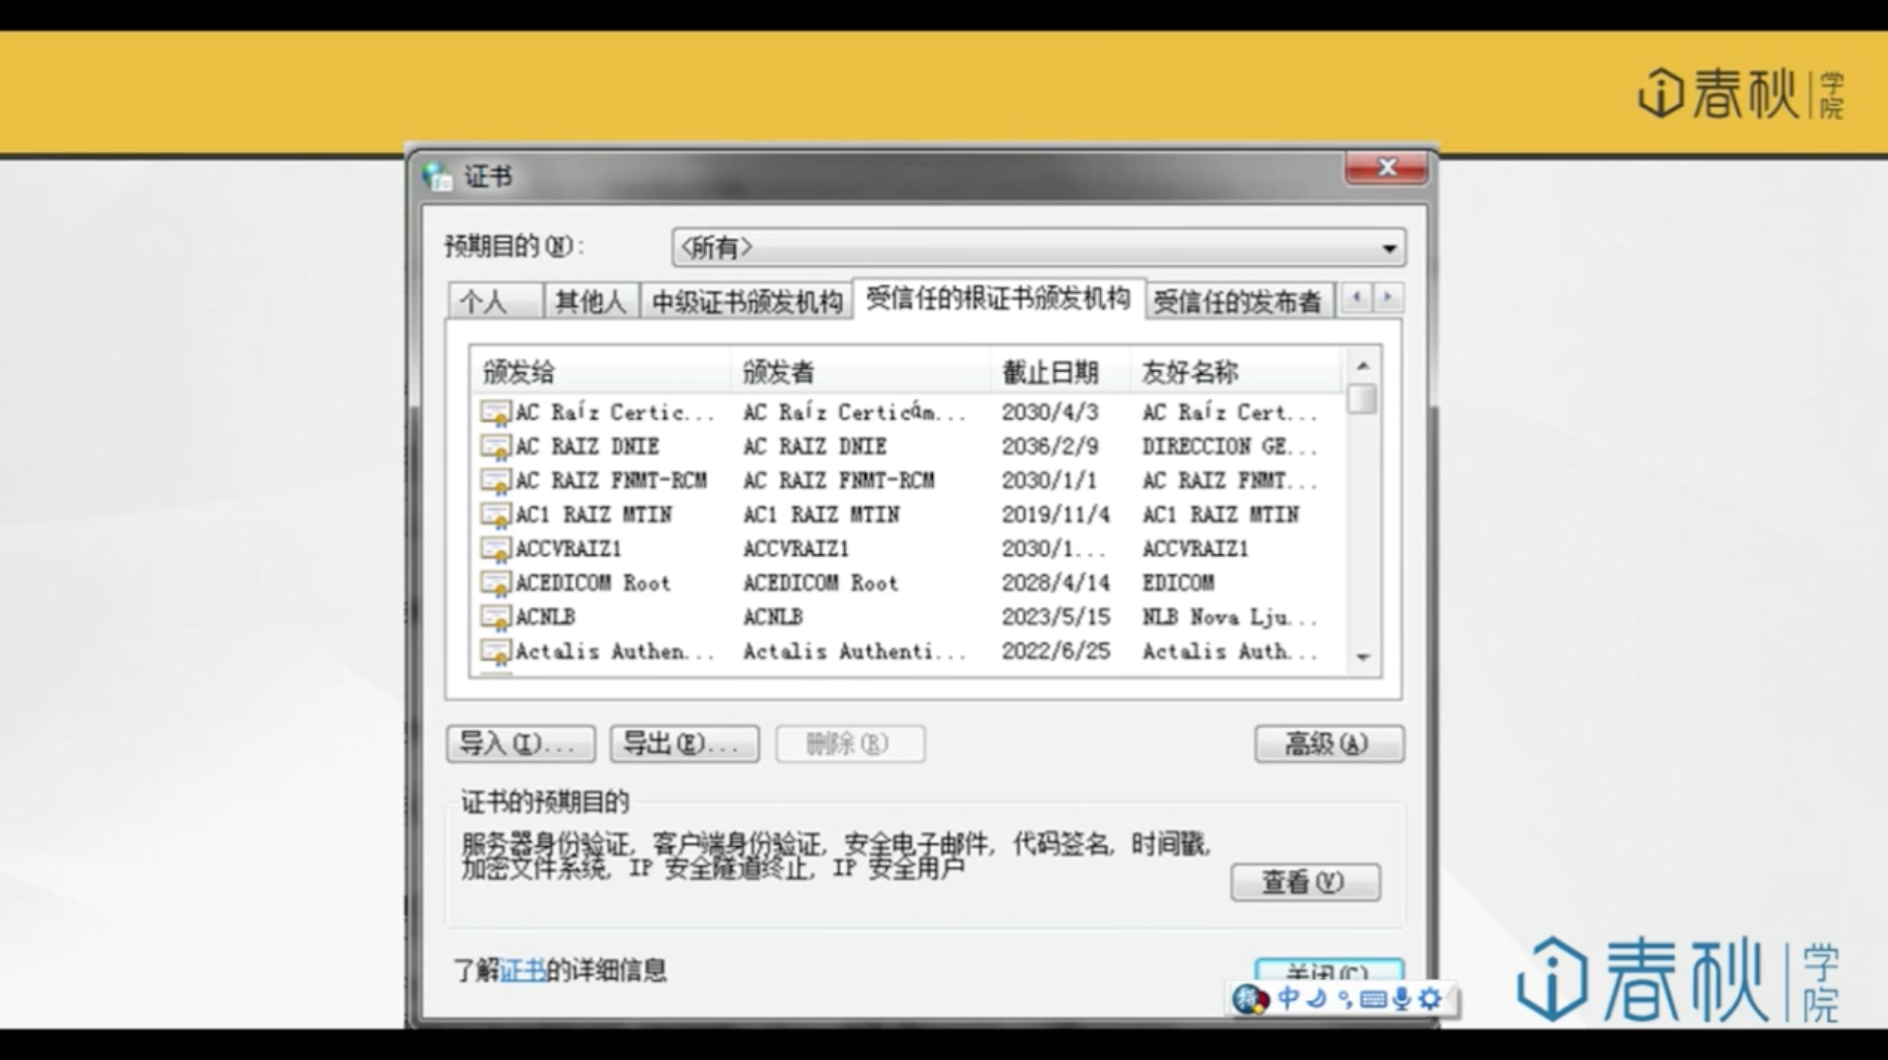 春秋学院
证书
预期目的(N): <所有>
个人 其他人 中级证书颁发机构 受信任的根证书颁发机构 受信任的发布者
颁发给 颁发者 截止日期 友好名称
AC Raíz Certic... AC Raíz Certicám... 2030/4/3 AC Raíz Cert...
AC RAIZ DNIE AC RAIZ DNIE 2036/2/9 DIRECCION GE...
AC RAIZ FNMT-RCM AC RAIZ FNMT-RCM 2030/1/1 AC RAIZ FNMT...
AC1 RAIZ MTIN AC1 RAIZ MTIN 2019/11/4 AC1 RAIZ MTIN
ACCVRAIZ1 ACCVRAIZ1 2030/1... ACCVRAIZ1
ACEDICOM Root ACEDICOM Root 2028/4/14 EDICOM
ACNLB ACNLB 2023/5/15 NLB Nova Lju...
Actalis Authen... Actalis Authenti... 2022/6/25 Actalis Auth...
导入(I)... 导出(E)... 删除(R) 高级(A)
证书的预期目的
服务器身份验证, 客户端身份验证, 安全电子邮件, 代码签名, 时间戳,
加密文件系统, IP 安全隧道终止, IP 安全用户
查看(V)
了解证书的详细信息
关闭(C)
中
春秋学院